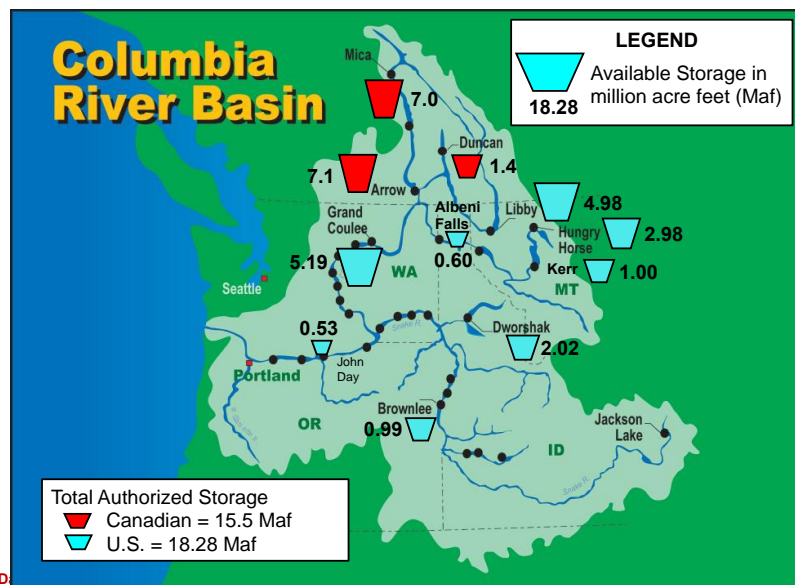 Columbia
River Basin
LEGEND
Available Storage in
million acre feet (Maf)
18.28
Mica
7.0
Duncan
1.4
7.1
Arrow
Albeni
Falls
0.60
Libby
4.98
Hungry
Horse
2.98
Kerr
1.00
MT
Grand
Coulee
5.19
WA
Seattle
0.53
Snake R.
Dworshak
2.02
John
Day
Portland
Brownlee
0.99
OR
Jackson
Lake
ID
Snake R.
Total Authorized Storage
Canadian = 15.5 Maf
U.S. = 18.28 Maf